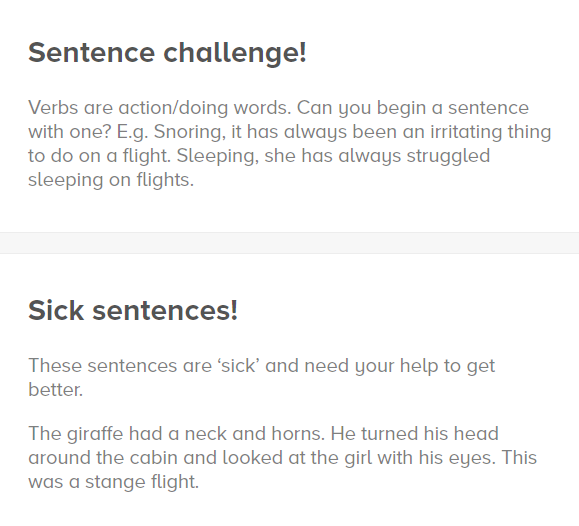 Sentence challenge!
Verbs are action/doing words. Can you begin a sentence
with one? E.g. Snoring, it has always been an irritating thing
to do on a flight. Sleeping, she has always struggled
sleeping on flights.
Sick sentences!
These sentences are ‘sick’ and need your help to get
better.
The giraffe had a neck and horns. He turned his head
around the cabin and looked at the girl with his eyes. This
was a stange flight.